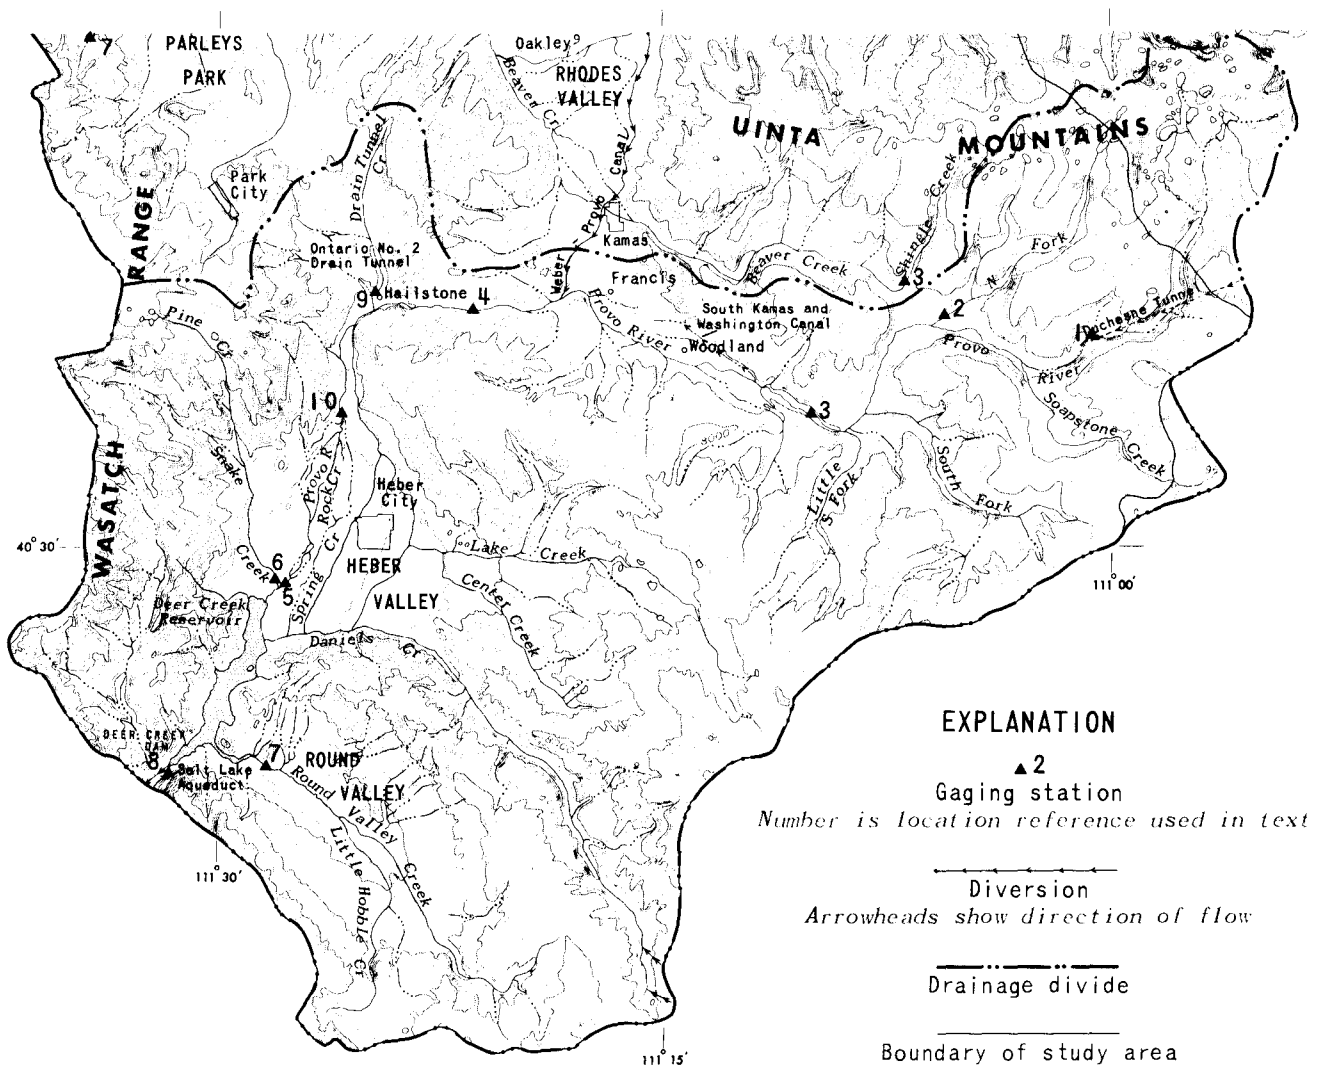 7
PARLEYS
PARK
Oakley
RHODES
VALLEY
Beaver Cr
UINTA
MOUNTAINS
WASATCH
RANGE
Park
City
Drain Tunnel
Cr
Weber - Provo
Canal
Kamas
Shingle Creek
N Fork
Ontario No. 2
Drain Tunnel
Francis
Beaver Creek
3
9
Hailstone
4
Provo River
South Kamas and
Washington Canal
Woodland
2
1
Duchesne Tunnel
Provo
River
Pine
Cr
10
3
Soapstone
Creek
Snake
Creek
Provo R
Rock Cr
Heber
City
8000
Little
S Fork
South
Fork
40° 30'
6
5
Spring
Cr
HEBER
VALLEY
Lake Creek
Center Creek
111° 00'
Deer Creek
Reservoir
Daniels
Cr
DEER CREEK
DAM
8
Salt Lake
Aqueduct
7
ROUND
VALLEY
Round Valley
Creek
Little Hobble Cr
111° 30'
111° 15'
EXPLANATION
2
Gaging station
Number is location reference used in text
Diversion
Arrowheads show direction of flow
Drainage divide
Boundary of study area